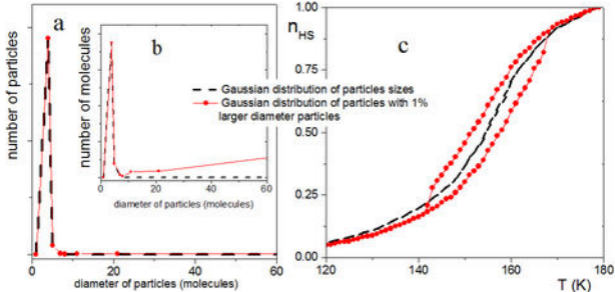 a
number of particles
0
20
40
60
diameter of particles (molecules)
b
number of molecules
0
20
40
60
diameter of particles (molecules)
Gaussian distribution of particles sizes
Gaussian distribution of particles with 1%
larger diameter particles
c
n_HS
1.00
0.75
0.50
0.25
0.00
120
140
160
180
T (K)